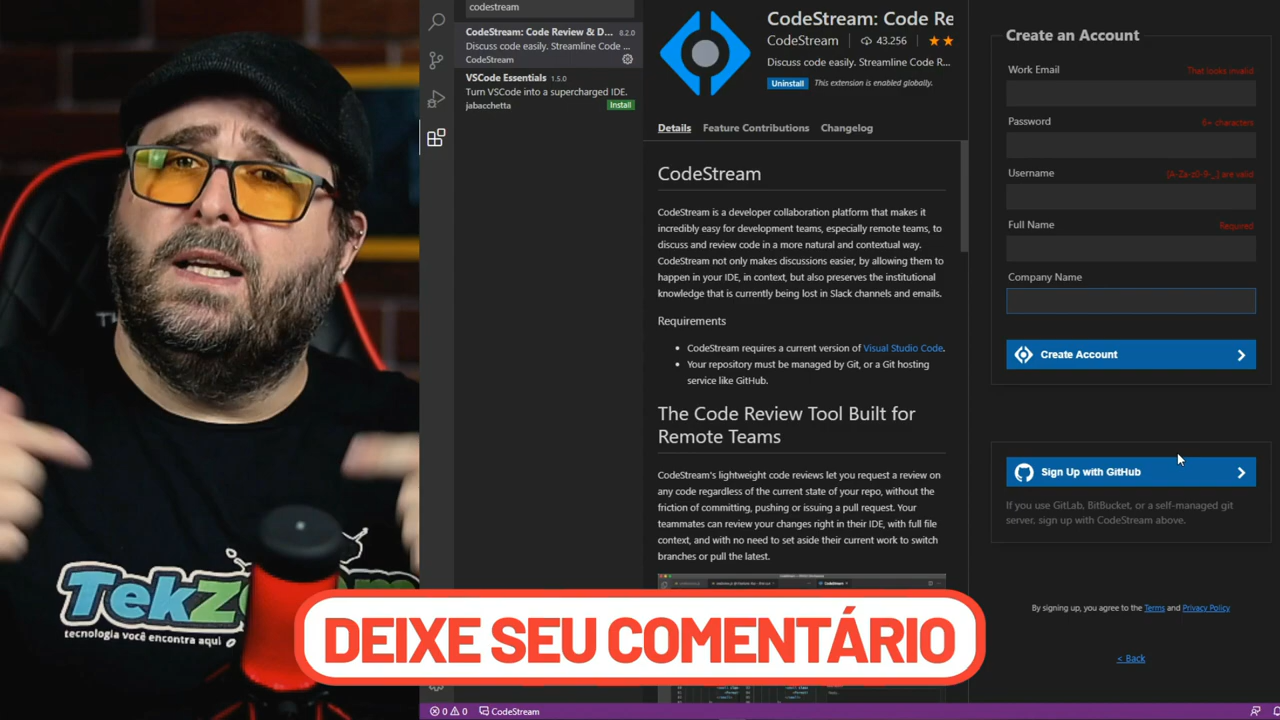 codestream
CodeStream: Code Review & D... 8.2.0
Discuss code easily. Streamline Code ...
CodeStream
VSCode Essentials 1.5.0
Turn VSCode into a supercharged IDE.
jabacchetta Install
CodeStream: Code Re
CodeStream 43.256
Discuss code easily. Streamline Code R...
Uninstall This extension is enabled globally.
Details Feature Contributions Changelog
CodeStream
CodeStream is a developer collaboration platform that makes it
incredibly easy for development teams, especially remote teams, to
discuss and review code in a more natural and contextual way.
CodeStream not only makes discussions easier, by allowing them to
happen in your IDE, in context, but also preserves the institutional
knowledge that is currently being lost in Slack channels and emails.
Requirements
CodeStream requires a current version of Visual Studio Code.
Your repository must be managed by Git, or a Git hosting
service like GitHub.
The Code Review Tool Built for
Remote Teams
CodeStream's lightweight code reviews let you request a review on
any code regardless of the current state of your repo, without the
friction of committing, pushing or issuing a pull request. Your
teammates can review your changes right in their IDE, with full file
context, and with no need to set aside their current work to switch
branches or pull the latest.
Create an Account
Work Email That looks invalid
Password 6+ characters
Username
Full Name Required
Company Name
Create Account
Sign Up with GitHub
If you use GitLab, BitBucket, or a self-managed git
server, sign up with CodeStream above.
By signing up, you agree to the Terms and Privacy Policy
< Back
tecnologia você encontra aqui
DEIXE SEU COMENTÁRIO
0 0 CodeStream